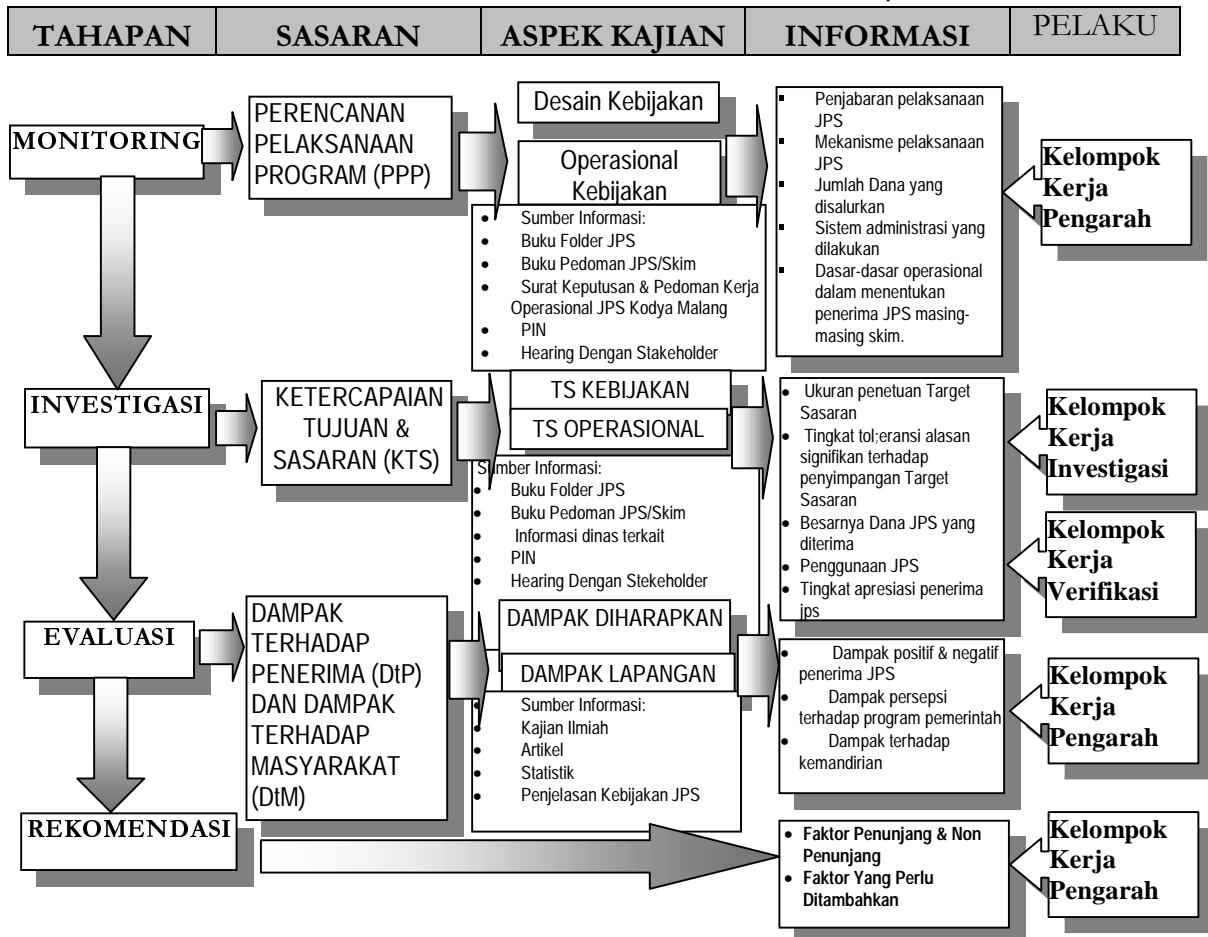 TAHAPAN SASARAN ASPEK KAJIAN INFORMASI PELAKU
MONITORING
PERENCANAN
PELAKSANAAN
PROGRAM (PPP)
Desain Kebijakan
Operasional
Kebijakan
• Sumber Informasi:
• Buku Folder JPS
• Buku Pedoman JPS/Skim
• Surat Keputusan & Pedoman Kerja
Operasional JPS Kodya Malang
• PIN
• Hearing Dengan Stakeholder
▪ Penjabaran pelaksanaan
JPS
▪ Mekanisme pelaksanaan
JPS
▪ Jumlah Dana yang
disalurkan
▪ Sistem administrasi yang
dilakukan
▪ Dasar-dasar operasional
dalam menentukan
penerima JPS masing-
masing skim.
Kelompok
Kerja
Pengarah
INVESTIGASI
KETERCAPAIAN
TUJUAN &
SASARAN (KTS)
TS KEBIJAKAN
TS OPERASIONAL
Sumber Informasi:
• Buku Folder JPS
• Buku Pedoman JPS/Skim
• Informasi dinas terkait
• PIN
• Hearing Dengan Stekeholder
• Ukuran penetuan Target
Sasaran
• Tingkat tol;eransi alasan
signifikan terhadap
penyimpangan Target
Sasaran
• Besarnya Dana JPS yang
diterima
• Penggunaan JPS
• Tingkat apresiasi penerima
jps
Kelompok
Kerja
Investigasi
Kelompok
Kerja
Verifikasi
EVALUASI
DAMPAK
TERHADAP
PENERIMA (DtP)
DAN DAMPAK
TERHADAP
MASYARAKAT
(DtM)
DAMPAK DIHARAPKAN
DAMPAK LAPANGAN
• Sumber Informasi:
• Kajian Ilmiah
• Artikel
• Statistik
• Penjelasan Kebijakan JPS
• Dampak positif & negatif
penerima JPS
• Dampak persepsi
terhadap program pemerintah
• Dampak terhadap
kemandirian
Kelompok
Kerja
Pengarah
REKOMENDASI
• Faktor Penunjang & Non
Penunjang
• Faktor Yang Perlu
Ditambahkan
Kelompok
Kerja
Pengarah